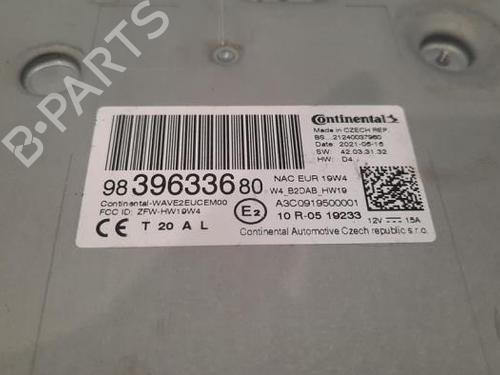 B-PARTS
Continental
Made in CZECH REP.
BS...21240037960
Date: 2021-06-16
SW: 42.03.31.32
HW: D4
98 396336 80
NAC EUR 19W4
W4_B2DAB_HW19
Continental-WAVE2EUCEM00
FCC ID: ZFW-HW19W4
A3C0919500001
CE T 20 A L
E2
10 R-05 19233
12V 15A
Continental Automotive Czech republic s.r.o.